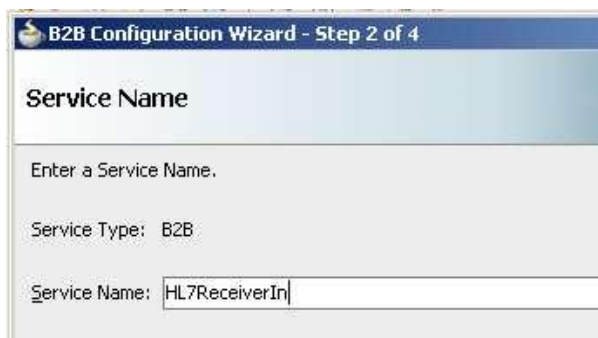 B2B Configuration Wizard - Step 2 of 4
Service Name
Enter a Service Name.
Service Type: B2B
Service Name: HL7ReceiverIn